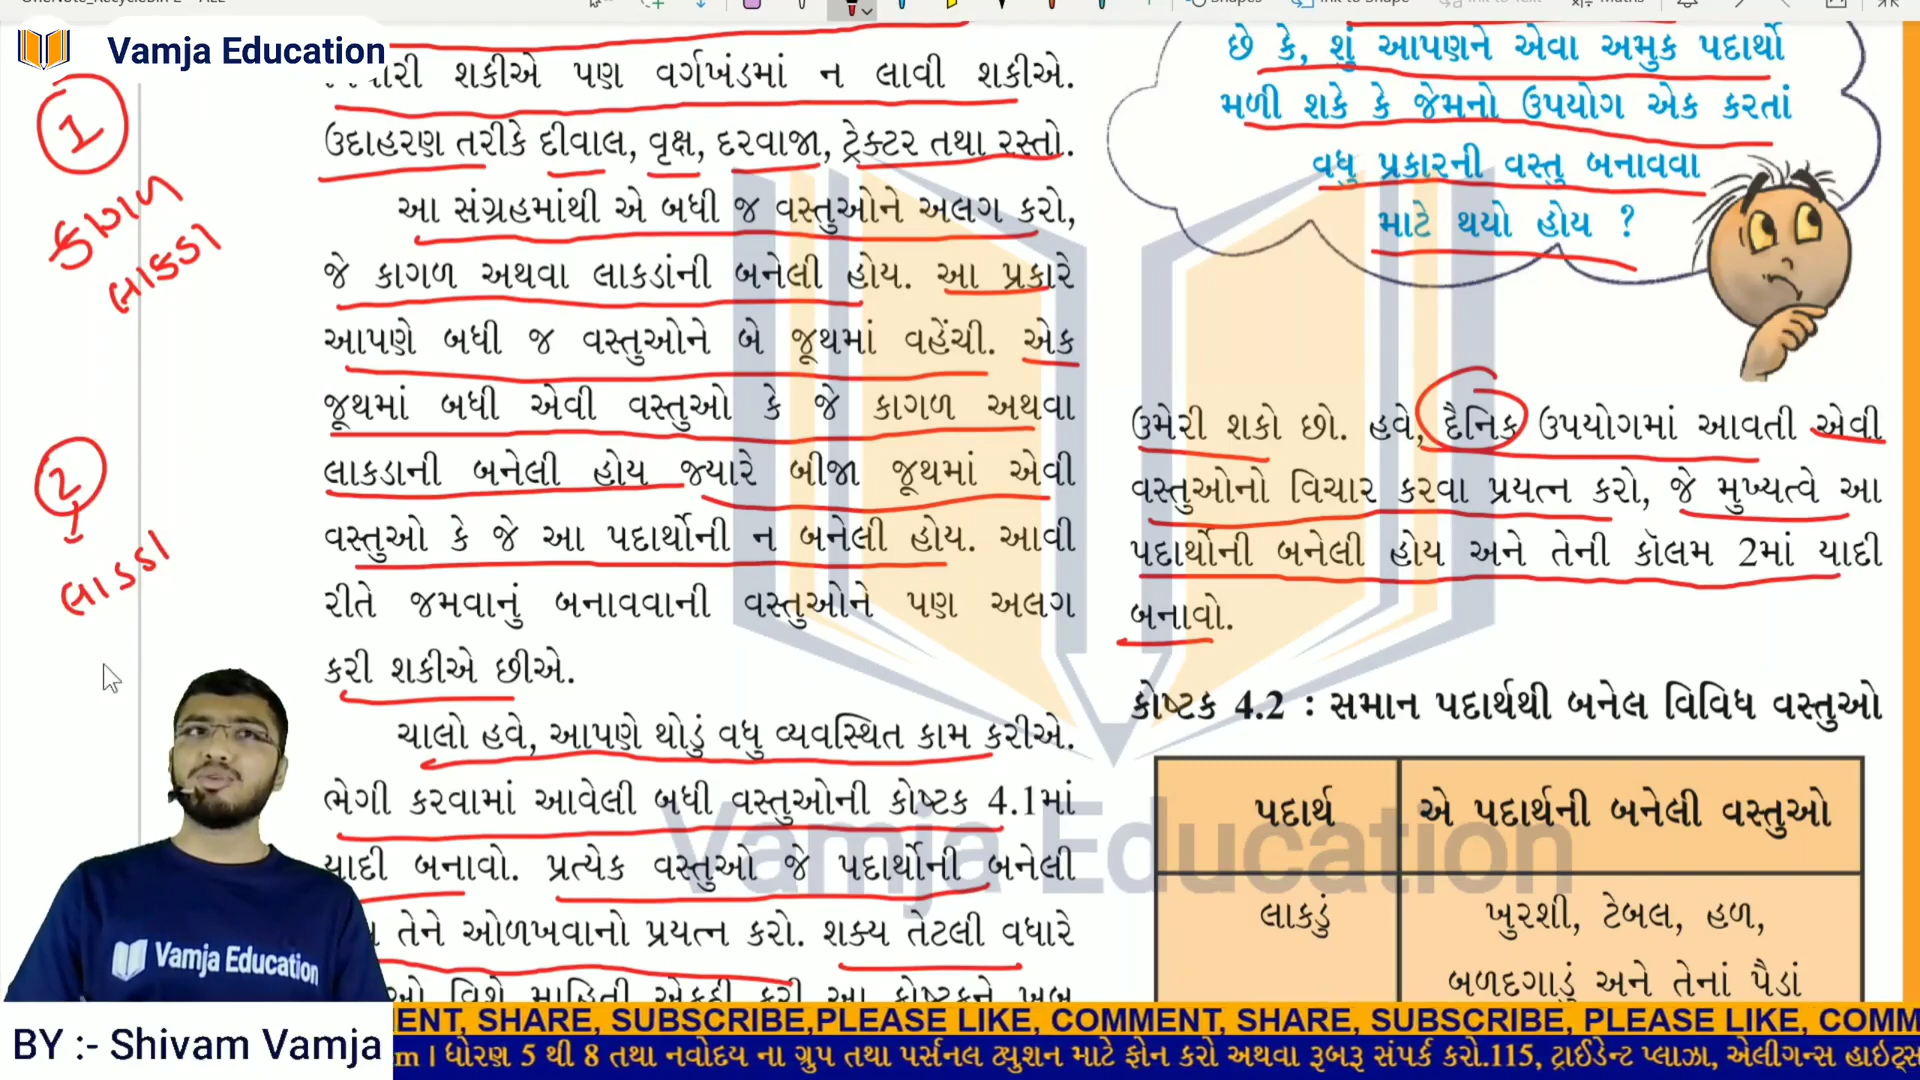 Vamja Education
શકીએ પણ વર્ગખંડમાં ન લાવી શકીએ.
ઉદાહરણ તરીકે દીવાલ, વૃક્ષ, દરવાજા, ટ્રેક્ટર તથા રસ્તો.
આ સંગ્રહમાંથી એ બધી જ વસ્તુઓને અલગ કરો,
જે કાગળ અથવા લાકડાંની બનેલી હોય. આ પ્રકારે
આપણે બધી જ વસ્તુઓને બે જૂથમાં વહેંચી. એક
જૂથમાં બધી એવી વસ્તુઓ કે જે કાગળ અથવા
લાકડાની બનેલી હોય જ્યારે બીજા જૂથમાં એવી
વસ્તુઓ કે જે આ પદાર્થોની ન બનેલી હોય. આવી
રીતે જમવાનું બનાવવાની વસ્તુઓને પણ અલગ
કરી શકીએ છીએ.
ચાલો હવે, આપણે થોડું વધુ વ્યવસ્થિત કામ કરીએ.
ભેગી કરવામાં આવેલી બધી વસ્તુઓની કોષ્ટક 4.1માં
યાદી બનાવો. પ્રત્યેક વસ્તુઓ જે પદાર્થોની બનેલી
તેને ઓળખવાનો પ્રયત્ન કરો. શક્ય તેટલી વધારે
વિશે માહિતી એકઠી કરી આ કોષ્ટકને ખૂબ
1
કાગળ
લાકડા
2
લાકડા
છે કે, શું આપણને એવા અમુક પદાર્થો
મળી શકે કે જેમનો ઉપયોગ એક કરતાં
વધુ પ્રકારની વસ્તુ બનાવવા
માટે થયો હોય ?
ઉમેરી શકો છો. હવે, દૈનિક ઉપયોગમાં આવતી એવી
વસ્તુઓનો વિચાર કરવા પ્રયત્ન કરો, જે મુખ્યત્વે આ
પદાર્થોની બનેલી હોય અને તેની કૉલમ 2માં યાદી
બનાવો.
કોષ્ટક 4.2 : સમાન પદાર્થથી બનેલ વિવિધ વસ્તુઓ
પદાર્થ એ પદાર્થની બનેલી વસ્તુઓ
લાકડું ખુરશી, ટેબલ, હળ,
બળદગાડું અને તેનાં પૈડાં
Vamja Education
Vamja Education
BY :- Shivam Vamja
ENT, SHARE, SUBSCRIBE,PLEASE LIKE, COMMENT, SHARE, SUBSCRIBE, PLEASE LIKE, COMM
m | ધોરણ 5 થી 8 તથા નવોદય ના ગ્રુપ તથા પર્સનલ ટ્યુશન માટે ફોન કરો અથવા રૂબરૂ સંપર્ક કરો.115, ટ્રાઈડેન્ટ પ્લાઝા, એલીગન્સ હાઇટ્સ